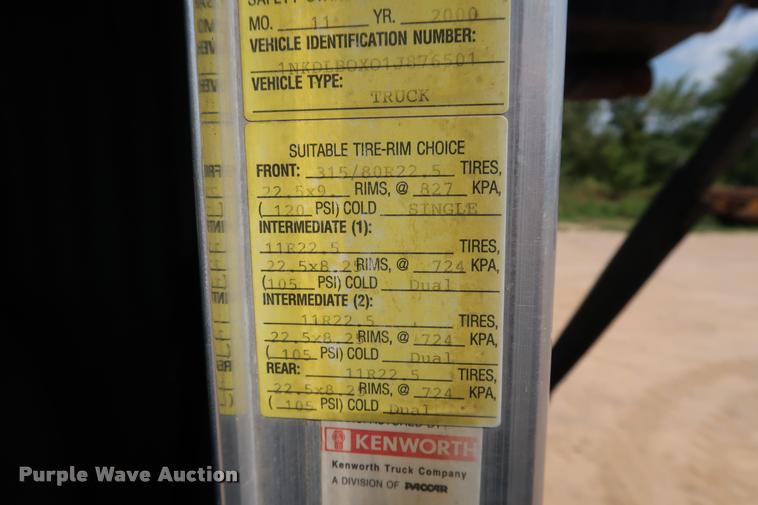 MO. 11 YR. 2000
VEHICLE IDENTIFICATION NUMBER:
1NKDLBOX01J876501
VEHICLE TYPE:
TRUCK
SUITABLE TIRE-RIM CHOICE
FRONT: 315/80R22.5 TIRES,
22.5x9 RIMS, @ 827 KPA,
( 120 PSI) COLD SINGLE
INTERMEDIATE (1):
11R22.5 TIRES,
22.5x8.25 RIMS, @ 724 KPA,
( 105 PSI) COLD Dual
INTERMEDIATE (2):
11R22.5 TIRES,
22.5x8.25 RIMS, @ 724 KPA,
( 105 PSI) COLD Dual
REAR: 11R22.5 TIRES,
22.5x8.25 RIMS, @ 724 KPA,
( 105 PSI) COLD Dual
KENWORTH
Kenworth Truck Company
A DIVISION OF PACCAR
Purple Wave Auction